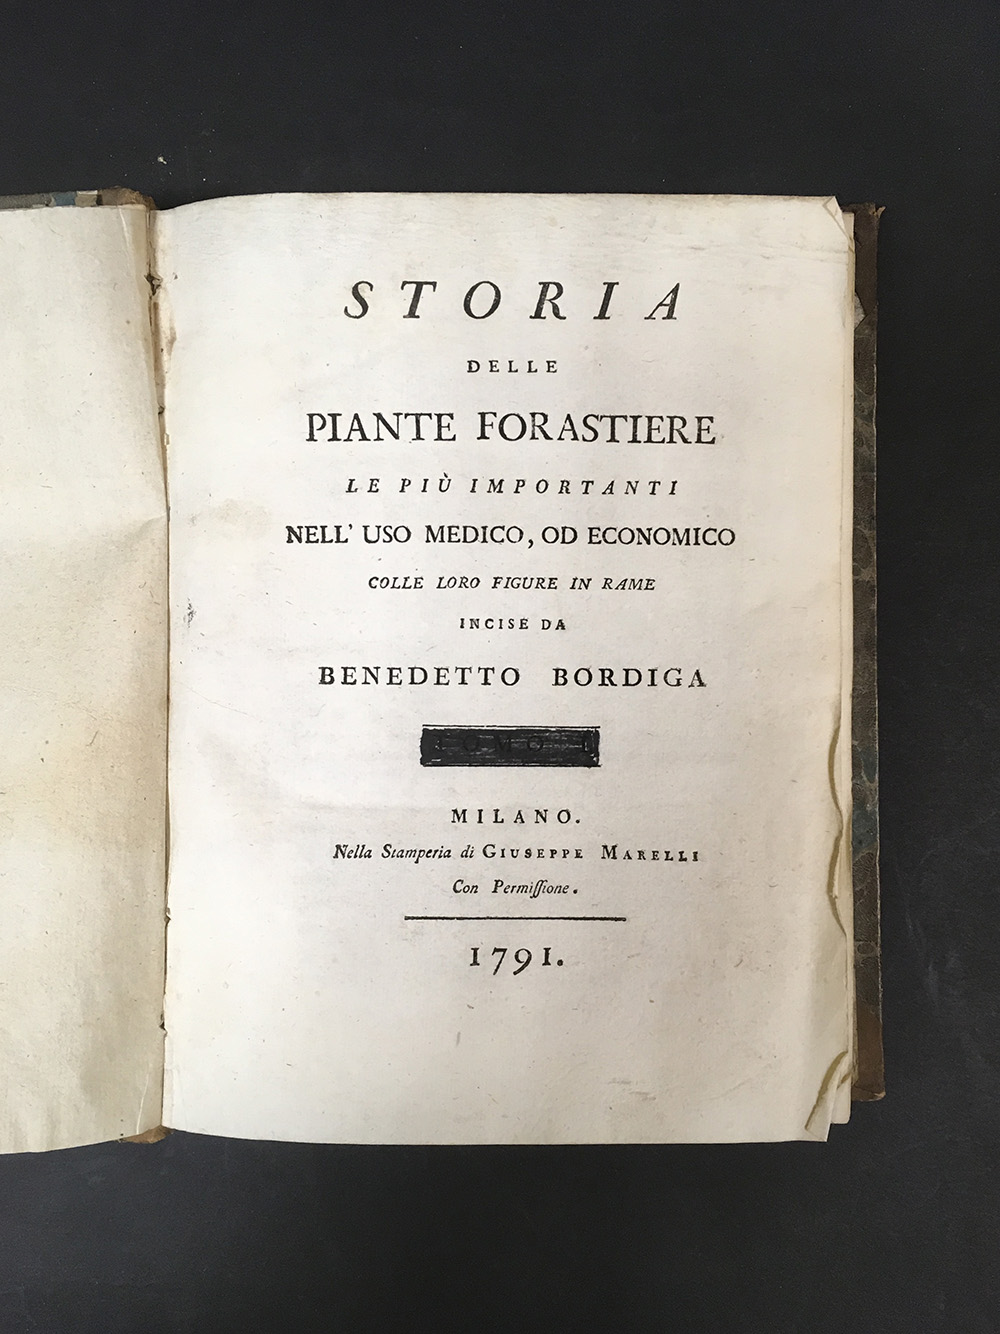 STORIA
DELLE
PIANTE FORASTIERE
LE PIÙ IMPORTANTI
NELL' USO MEDICO, OD ECONOMICO
COLLE LORO FIGURE IN RAME
INCISE DA
BENEDETTO BORDIGA
TOMO I
MILANO.
Nella Stamperia di GIUSEPPE MARELLI
Con Permiſſione.
1791.